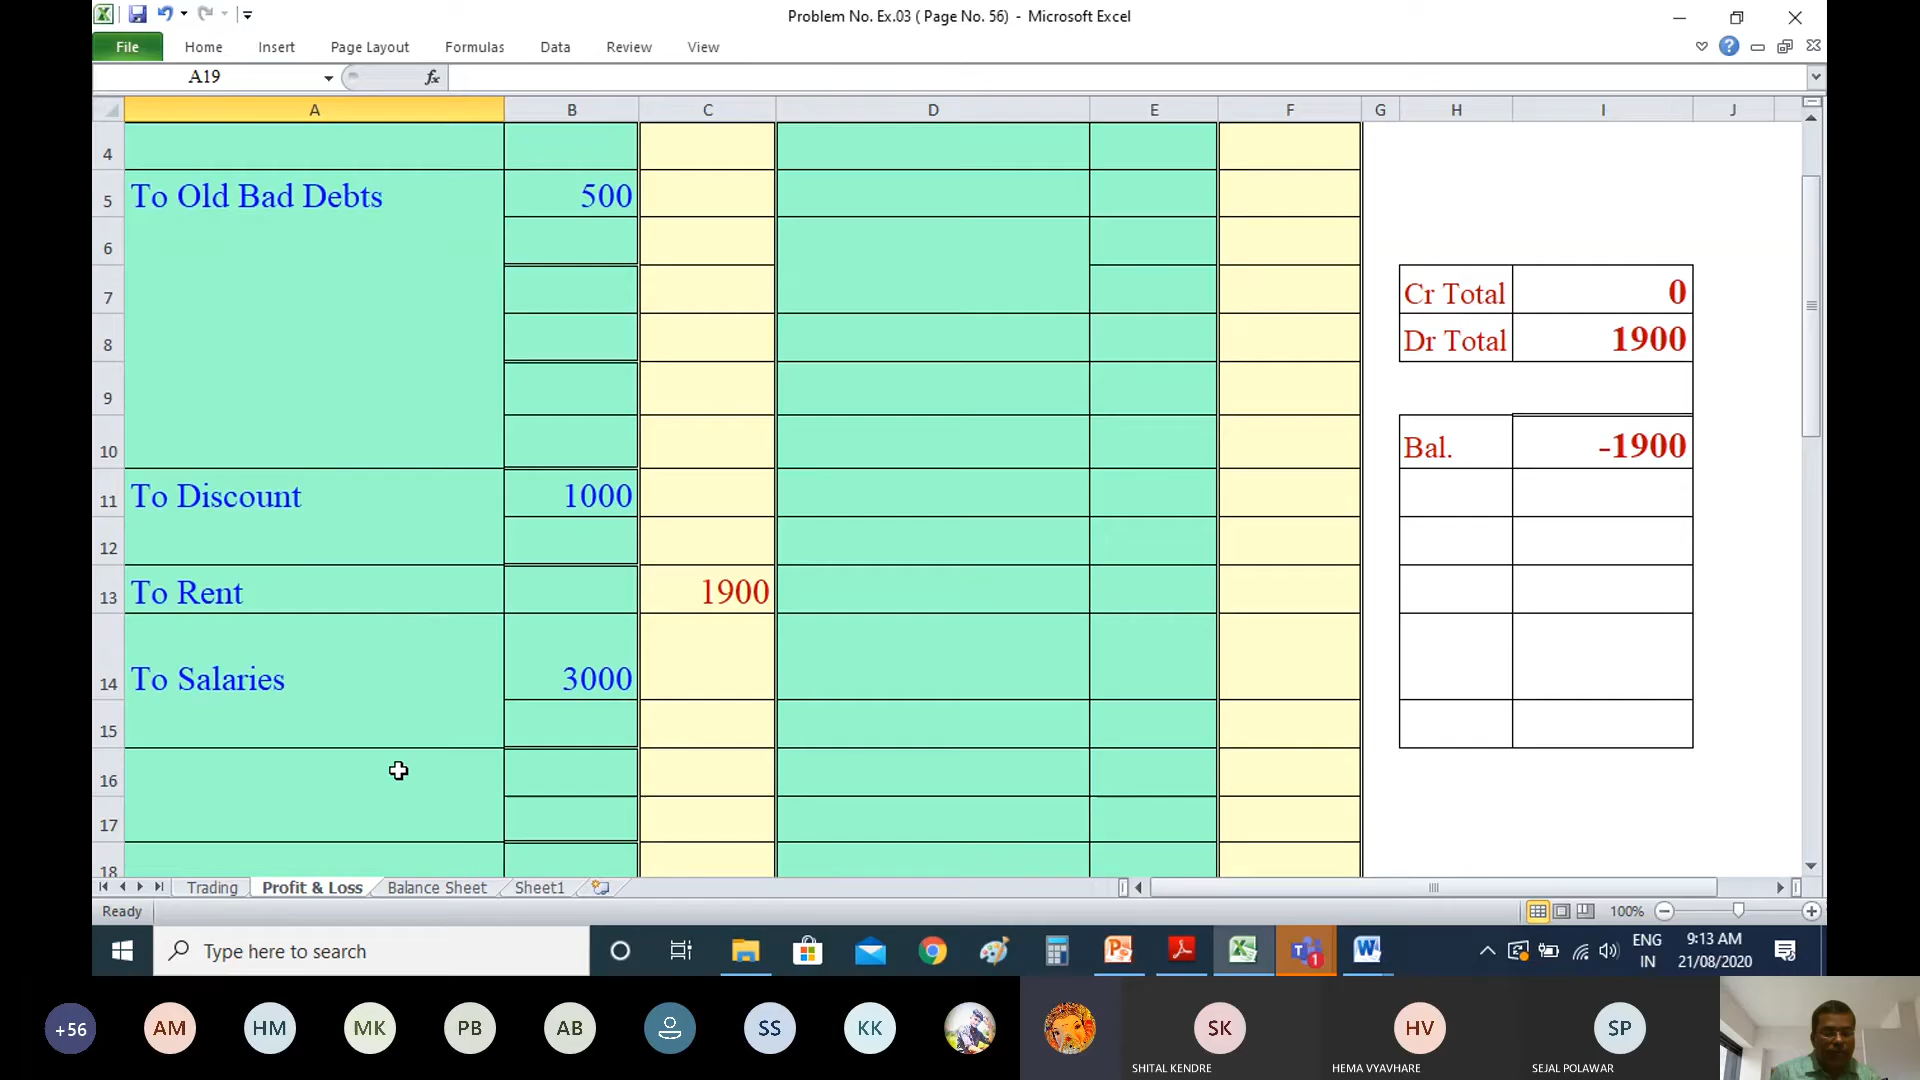 Problem No. Ex.03 ( Page No. 56) - Microsoft Excel
File Home Insert Page Layout Formulas Data Review View
A19 fx
A B C D E F G H I J
4
5 To Old Bad Debts 500
6
7 Cr Total 0
8 Dr Total 1900
9
10 Bal. -1900
11 To Discount 1000
12
13 To Rent 1900
14 To Salaries 3000
15
16
17
18
Trading Profit & Loss Balance Sheet Sheet1
Ready 100%
Type here to search
ENG
IN
9:13 AM
21/08/2020
+56 AM HM MK PB AB SS KK SK HV SP
SHITAL KENDRE HEMA VYAVHARE SEJAL POLAWAR